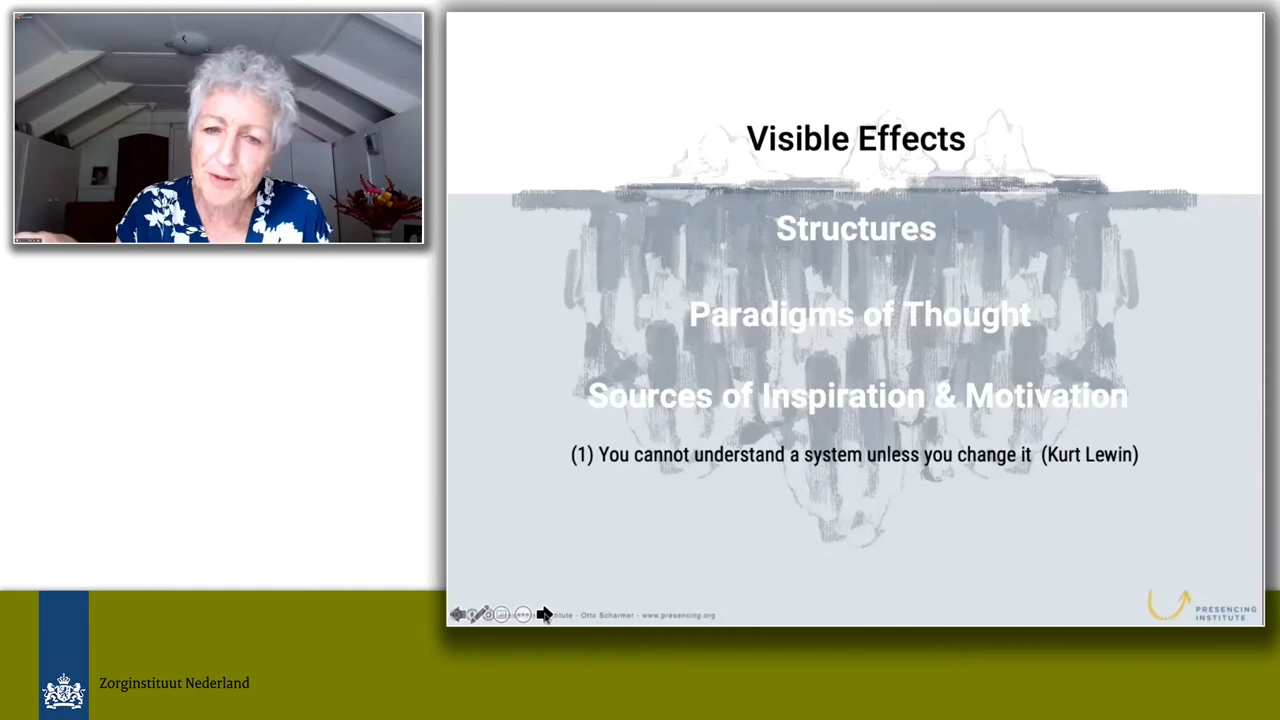 Visible Effects
Structures
Paradigms of Thought
Sources of Inspiration & Motivation
(1) You cannot understand a system unless you change it (Kurt Lewin)
- Otto Scharmer - www.presencing.org
PRESENCING
INSTITUTE
Zorginstituut Nederland